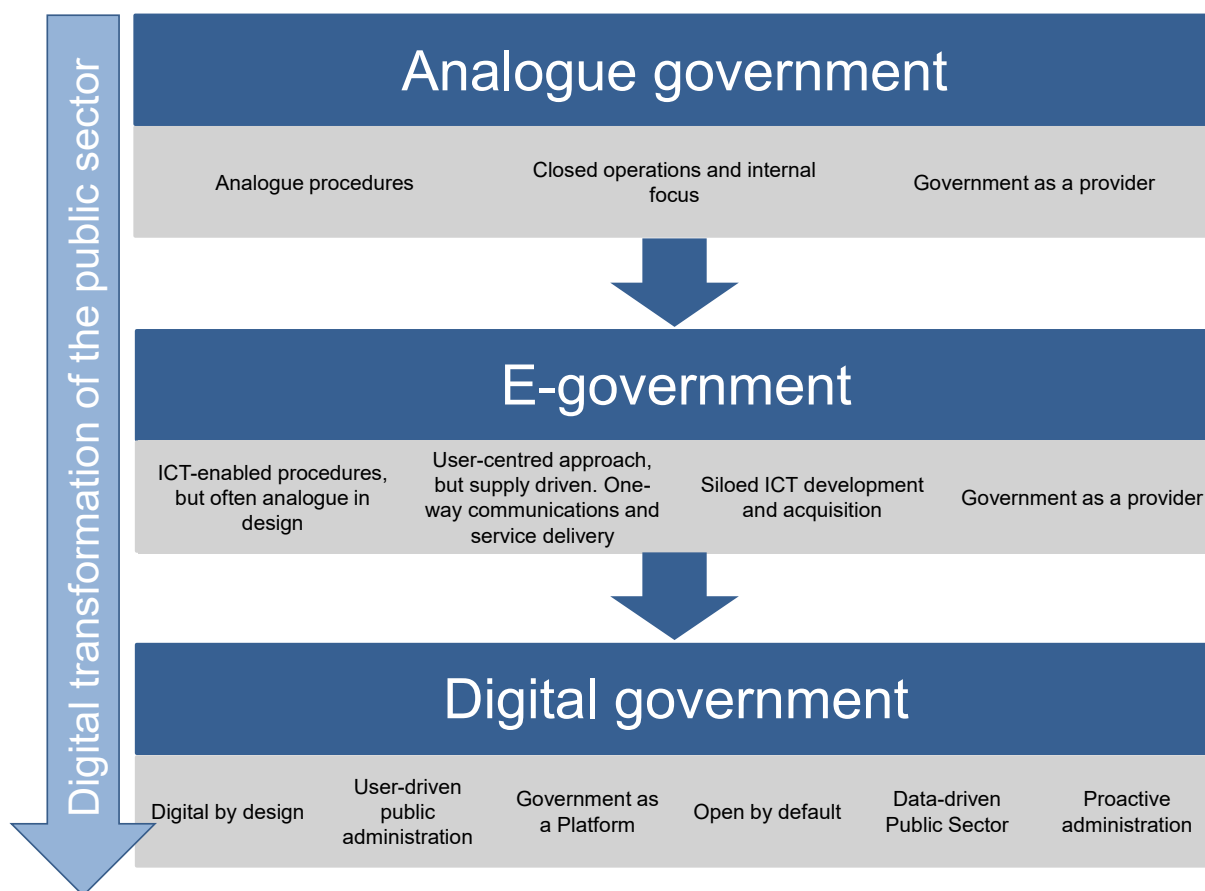 Digital transformation of the public sector
Analogue government
Analogue procedures
Closed operations and internal
focus
Government as a provider
E-government
ICT-enabled procedures,
but often analogue in
design
User-centred approach,
but supply driven. One-
way communications and
service delivery
Siloed ICT development
and acquisition
Government as a provider
Digital government
Digital by design
User-driven
public
administration
Government as
a Platform
Open by default
Data-driven
Public Sector
Proactive
administration